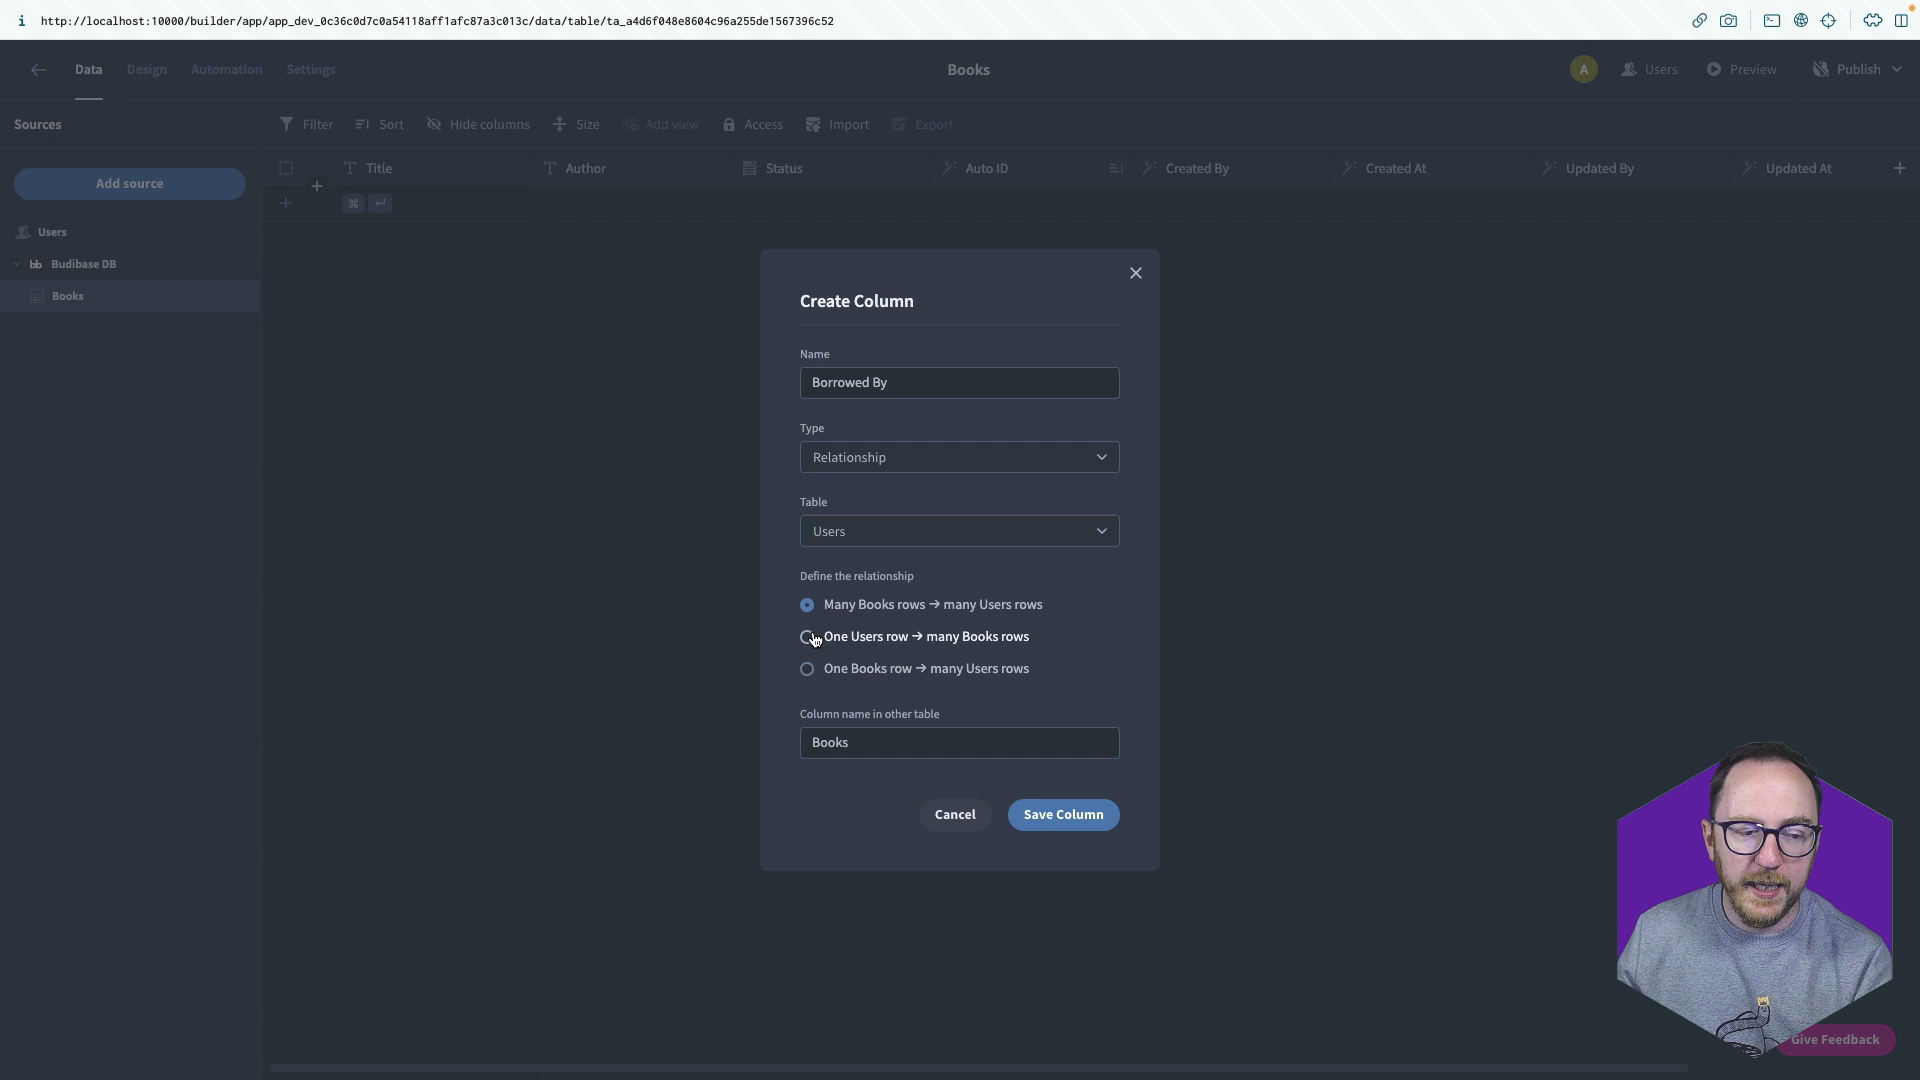 i http://localhost:10000/builder/app/app_dev_0c36c0d7c0a54118aff1afc87a3c013c/data/table/ta_a4d6f048e8604c96a255de1567396c52
Data Design Automation Settings Books A Users Preview Publish
Sources
Filter Sort Hide columns Size Add view Access Import Export
Title Author Status Auto ID Created By Created At Updated By Updated At
Add source
Users
bb Budibase DB
Books
Create Column
Name
Borrowed By
Type
Relationship
Table
Users
Define the relationship
Many Books rows → many Users rows
One Users row → many Books rows
One Books row → many Users rows
Column name in other table
Books
Cancel Save Column
Give Feedback